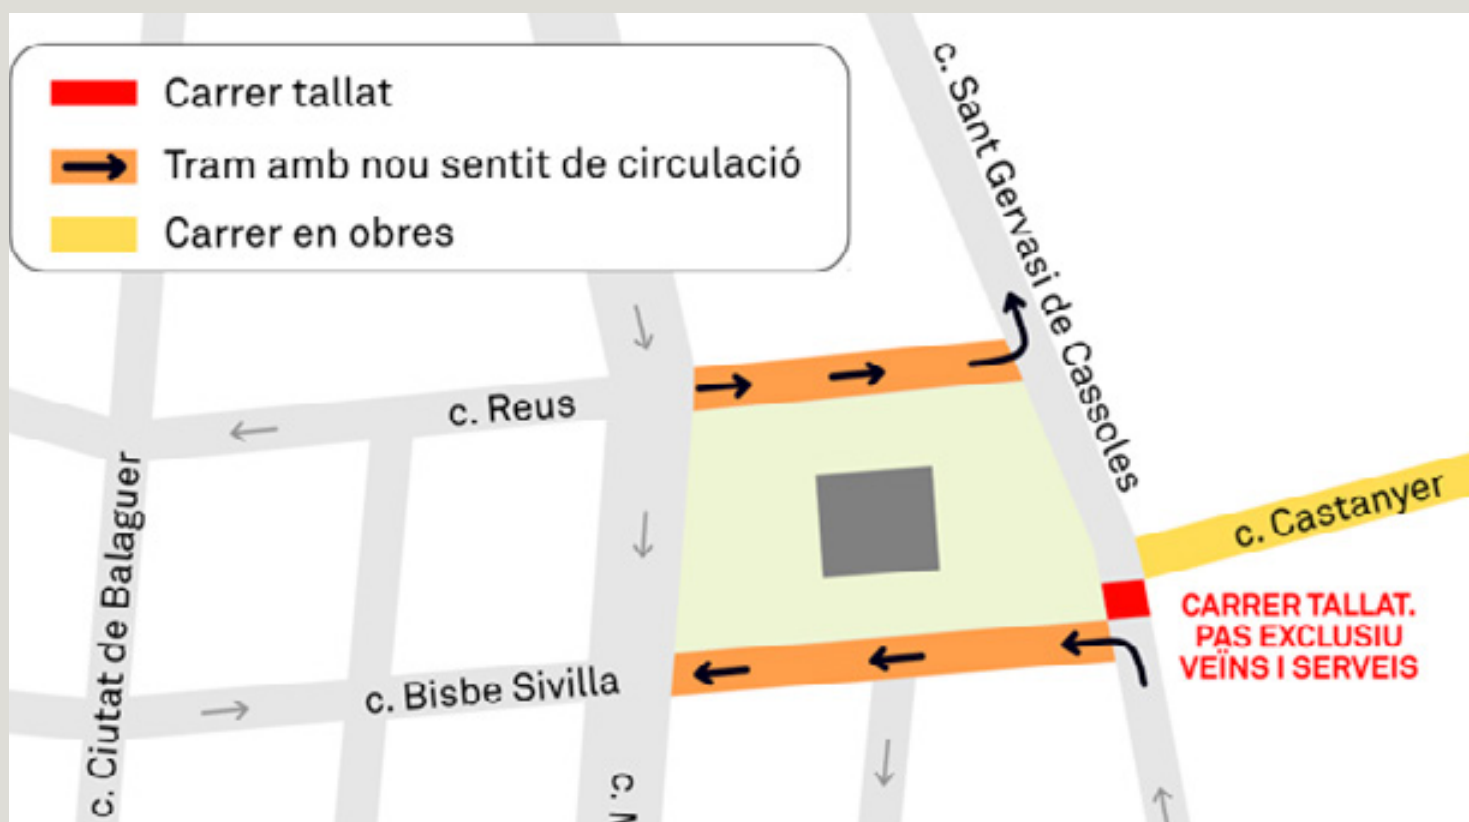 Carrer tallat
Tram amb nou sentit de circulació
Carrer en obres
c. Sant Gervasi de Cassoles
c. Reus
c. Castanyer
c. Ciutat de Balaguer
CARRER TALLAT.
PAS EXCLUSIU
VEÏNS I SERVEIS
c. Bisbe Sivilla
c.